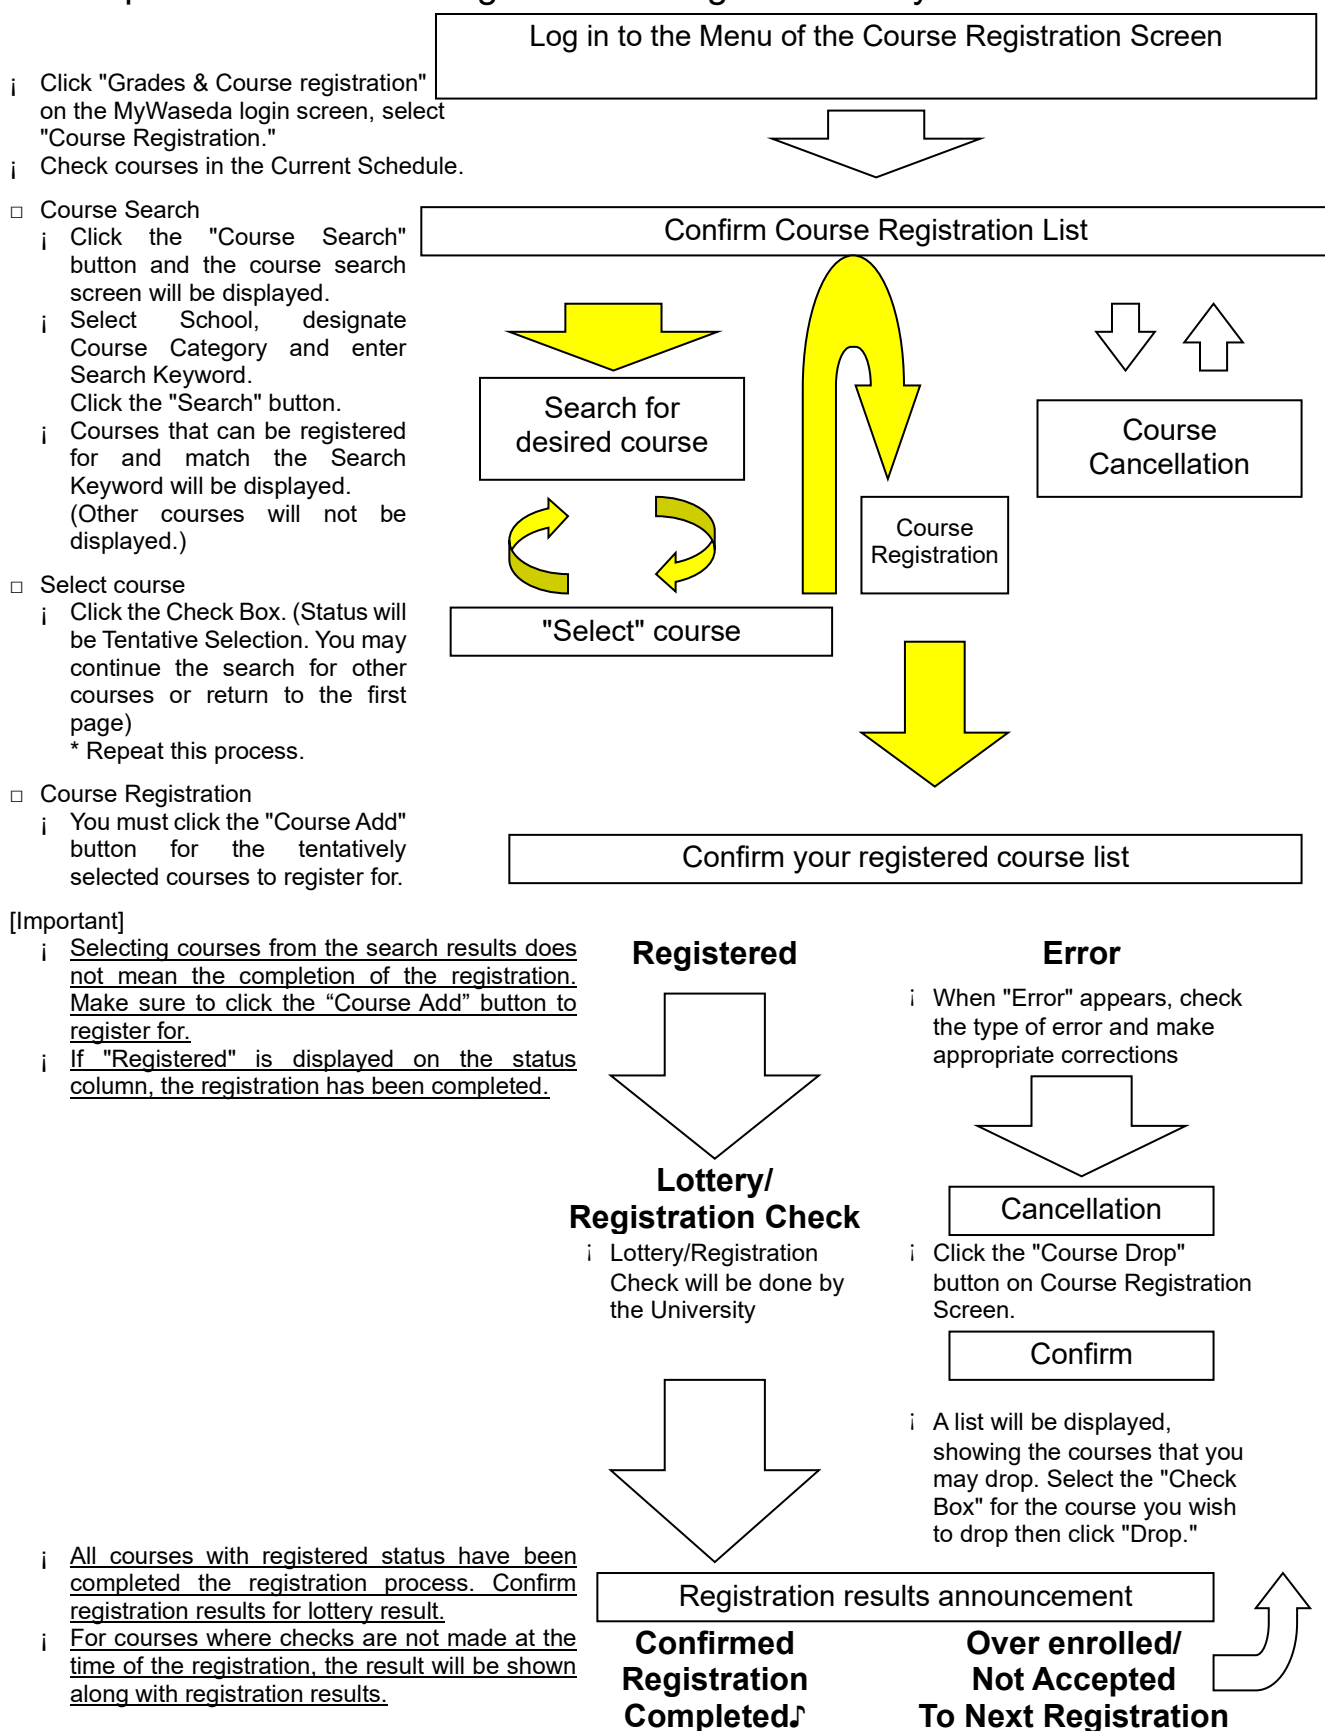 Log in to the Menu of the Course Registration Screen
¡ Click "Grades & Course registration"
on the MyWaseda login screen, select
"Course Registration."
¡ Check courses in the Current Schedule.
□ Course Search
¡ Click the "Course Search"
button and the course search
screen will be displayed.
¡ Select School, designate
Course Category and enter
Search Keyword.
Click the "Search" button.
¡ Courses that can be registered
for and match the Search
Keyword will be displayed.
(Other courses will not be
displayed.)
□ Select course
¡ Click the Check Box. (Status will
be Tentative Selection. You may
continue the search for other
courses or return to the first
page)
* Repeat this process.
□ Course Registration
¡ You must click the "Course Add"
button for the tentatively
selected courses to register for.
Confirm Course Registration List
Search for
desired course
Course
Registration
Course
Cancellation
"Select" course
Confirm your registered course list
[Important]
¡ Selecting courses from the search results does
not mean the completion of the registration.
Make sure to click the “Course Add” button to
register for.
¡ If "Registered" is displayed on the status
column, the registration has been completed.
Registered
Lottery/
Registration Check
¡ Lottery/Registration
Check will be done by
the University
Error
¡ When "Error" appears, check
the type of error and make
appropriate corrections
Cancellation
¡ Click the "Course Drop"
button on Course Registration
Screen.
Confirm
¡ A list will be displayed,
showing the courses that you
may drop. Select the "Check
Box" for the course you wish
to drop then click "Drop."
¡ All courses with registered status have been
completed the registration process. Confirm
registration results for lottery result.
¡ For courses where checks are not made at the
time of the registration, the result will be shown
along with registration results.
Registration results announcement
Confirmed
Registration
Completed♪
Over enrolled/
Not Accepted
To Next Registration